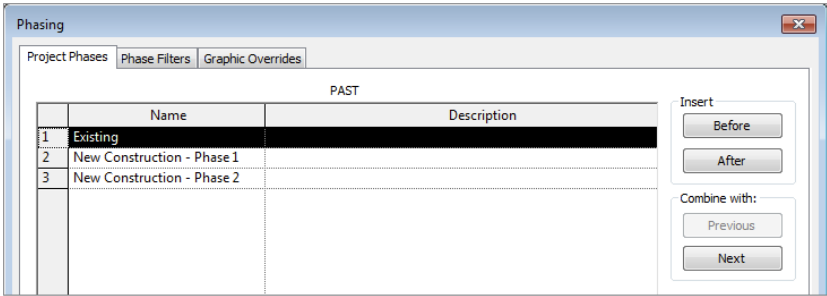 Phasing
Project Phases Phase Filters Graphic Overrides
PAST
Name Description
1 Existing
2 New Construction - Phase 1
3 New Construction - Phase 2
Insert
Before
After
Combine with:
Previous
Next